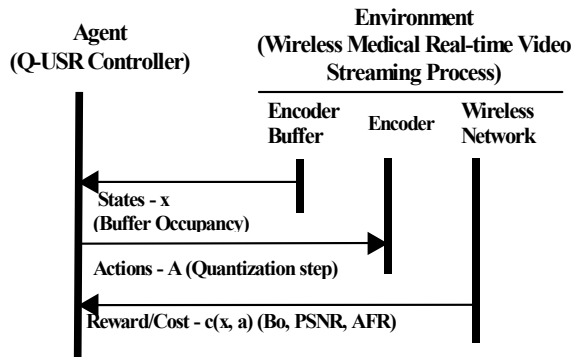 Agent
(Q-USR Controller)
Environment
(Wireless Medical Real-time Video
Streaming Process)
Encoder
Buffer
Encoder
Wireless
Network
States - x
(Buffer Occupancy)
Actions - A (Quantization step)
Reward/Cost - c(x, a) (Bo, PSNR, AFR)